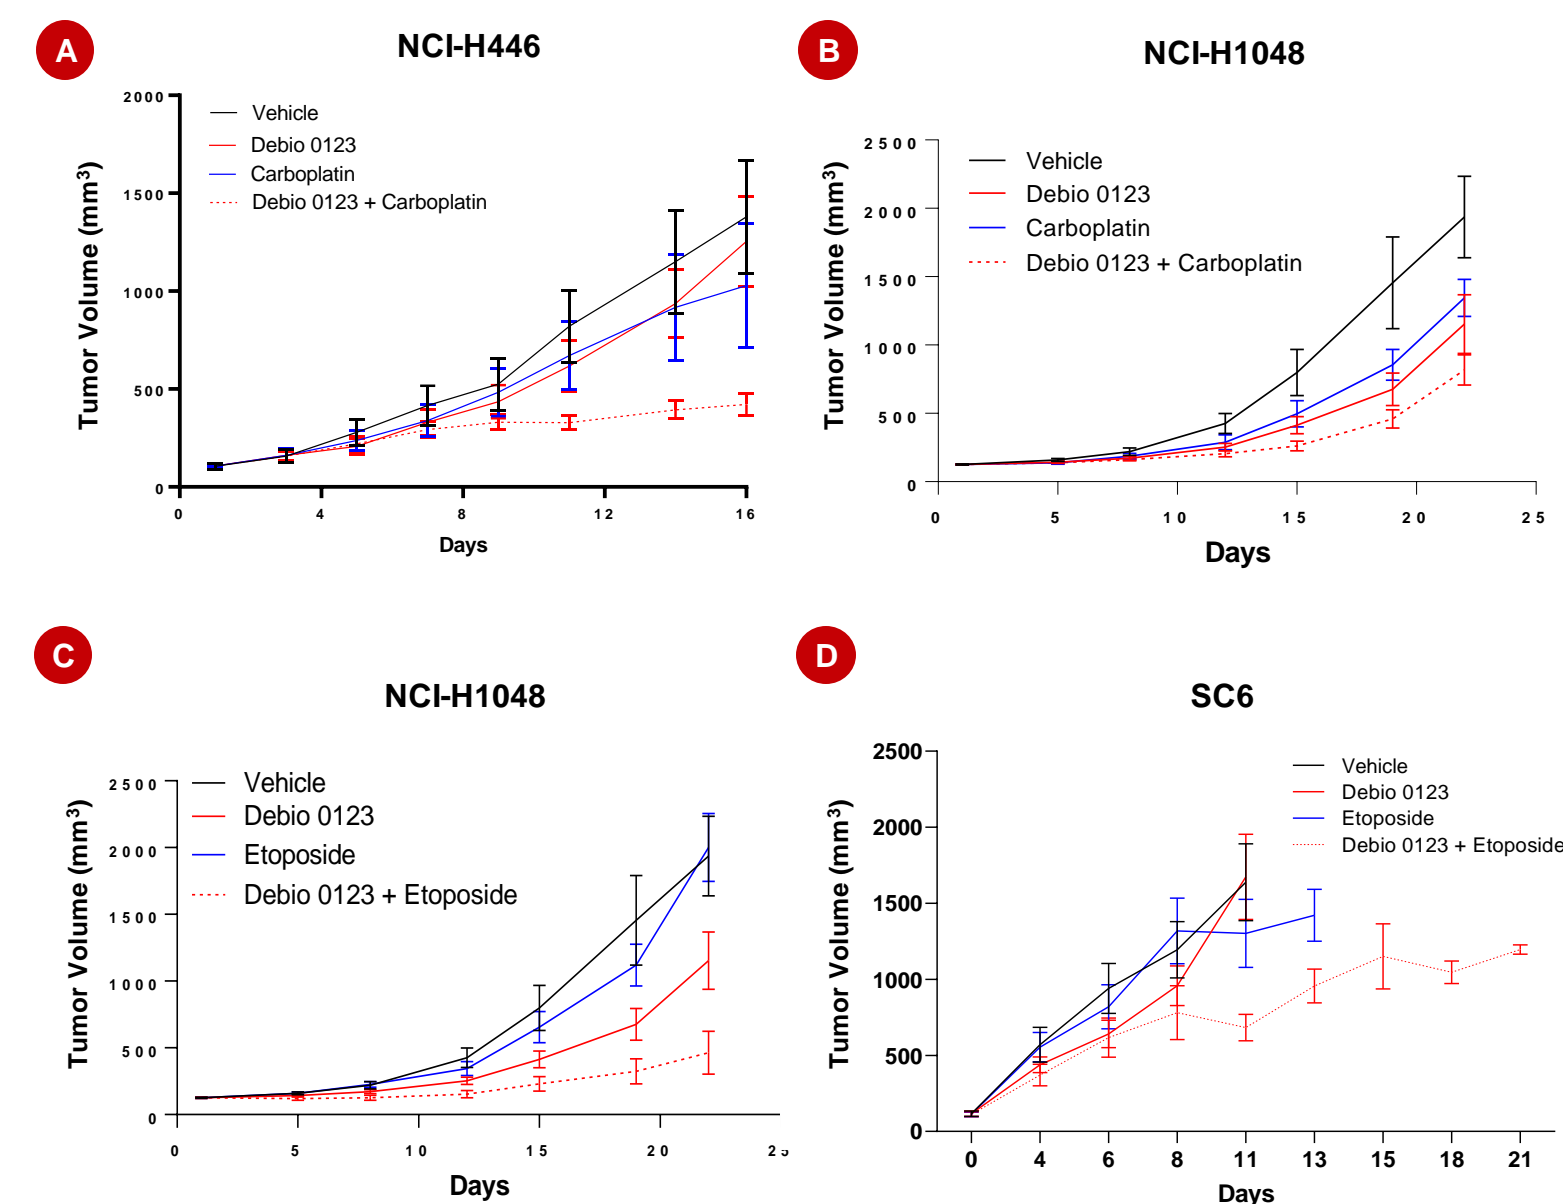 A
NCI-H446
Tumor Volume (mm³)
2000
1500
1000
500
0
Vehicle
Debio 0123
Carboplatin
Debio 0123 + Carboplatin
0 4 8 12 16
Days
B
NCI-H1048
Tumor Volume (mm³)
2500
2000
1500
1000
500
0
Vehicle
Debio 0123
Carboplatin
Debio 0123 + Carboplatin
0 5 10 15 20 25
Days
C
NCI-H1048
Tumor Volume (mm³)
2500
2000
1500
1000
500
0
Vehicle
Debio 0123
Etoposide
Debio 0123 + Etoposide
0 5 10 15 20
Days
D
SC6
Tumor Volume (mm³)
2500
2000
1500
1000
500
0
Vehicle
Debio 0123
Etoposide
Debio 0123 + Etoposide
0 4 6 8 11 13 15 18 21
Days